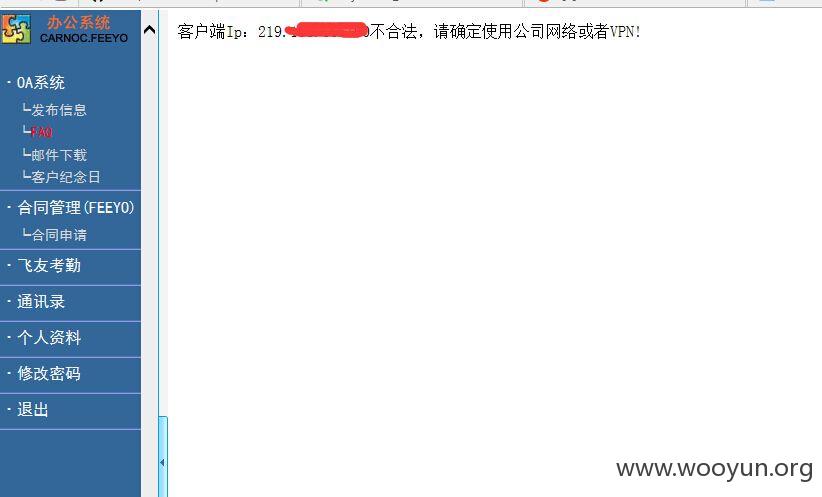 办公系统
CARNOC.FEEYO
客户端Ip: 219.
0不合法，请确定使用公司网络或者VPN!
·OA系统
┗发布信息
┗FAQ
┗邮件下载
┗客户纪念日
·合同管理(FEEYO)
┗合同申请
·飞友考勤
·通讯录
·个人资料
·修改密码
·退出
www.wooyun.org